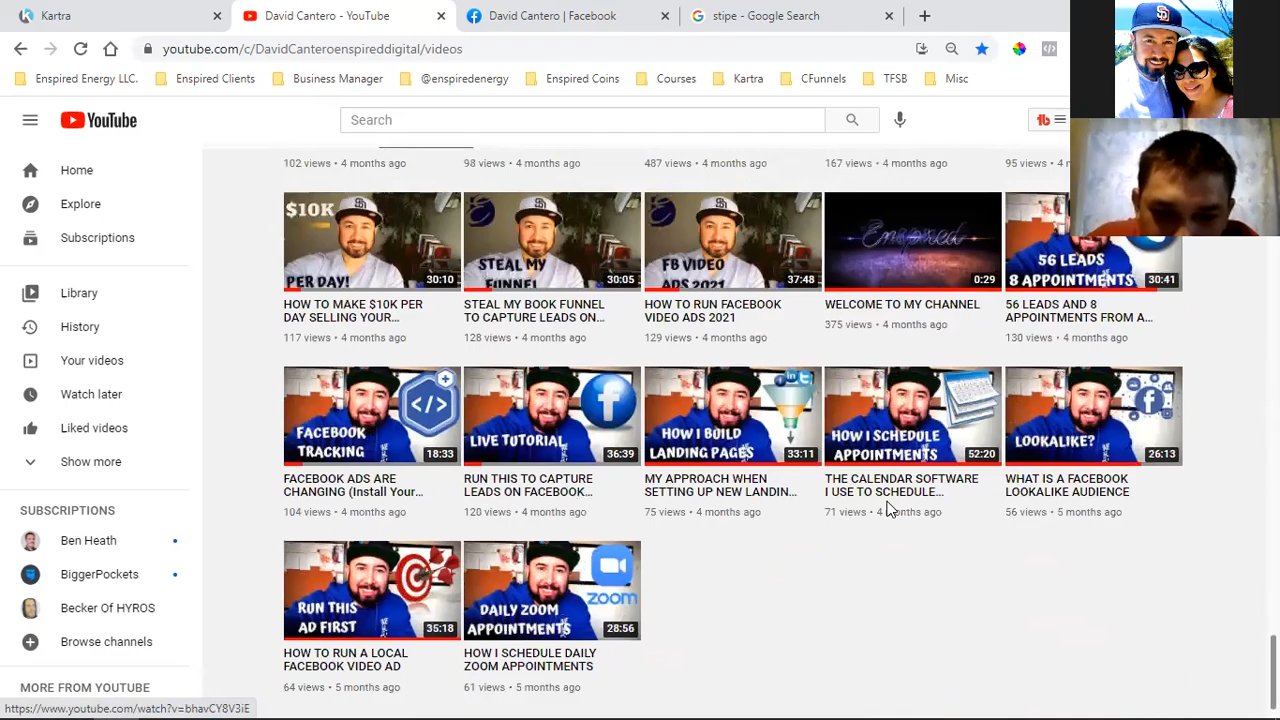 Kartra
David Cantero - YouTube
David Cantero | Facebook
stipe - Google Search
youtube.com/c/DavidCanteroenspireddigital/videos
Enspired Energy LLC.
Enspired Clients
Business Manager
@enspiredenergy
Enspired Coins
Courses
Kartra
CFunnels
TFSB
Misc
YouTube
Search
Home
Explore
Subscriptions
Library
History
Your videos
Watch later
Liked videos
Show more
SUBSCRIPTIONS
Ben Heath
BiggerPockets
Becker Of HYROS
Browse channels
MORE FROM YOUTUBE
102 views • 4 months ago
98 views • 4 months ago
487 views • 4 months ago
167 views • 4 months ago
95 views
$10K
PER DAY!
30:10
STEAL MY
FUNNEL
30:05
FB VIDEO
ADS 2021
37:48
Enspired
0:29
56 LEADS
8 APPOINTMENTS
30:41
HOW TO MAKE $10K PER
DAY SELLING YOUR...
117 views • 4 months ago
STEAL MY BOOK FUNNEL
TO CAPTURE LEADS ON...
128 views • 4 months ago
HOW TO RUN FACEBOOK
VIDEO ADS 2021
129 views • 4 months ago
WELCOME TO MY CHANNEL
375 views • 4 months ago
56 LEADS AND 8
APPOINTMENTS FROM A...
130 views • 4 months ago
FACEBOOK
TRACKING
18:33
LIVE TUTORIAL
36:39
HOW I BUILD
LANDING PAGES
33:11
HOW I SCHEDULE
APPOINTMENTS
52:20
LOOKALIKE?
26:13
FACEBOOK ADS ARE
CHANGING (Install Your...
104 views • 4 months ago
RUN THIS TO CAPTURE
LEADS ON FACEBOOK...
120 views • 4 months ago
MY APPROACH WHEN
SETTING UP NEW LANDIN...
75 views • 4 months ago
THE CALENDAR SOFTWARE
I USE TO SCHEDULE...
71 views • 4 months ago
WHAT IS A FACEBOOK
LOOKALIKE AUDIENCE
56 views • 5 months ago
RUN THIS
AD FIRST
35:18
DAILY ZOOM
APPOINTMENTS
zoom
28:56
HOW TO RUN A LOCAL
FACEBOOK VIDEO AD
64 views • 5 months ago
HOW I SCHEDULE DAILY
ZOOM APPOINTMENTS
61 views • 5 months ago
https://www.youtube.com/watch?v=bhavCY8V3iE